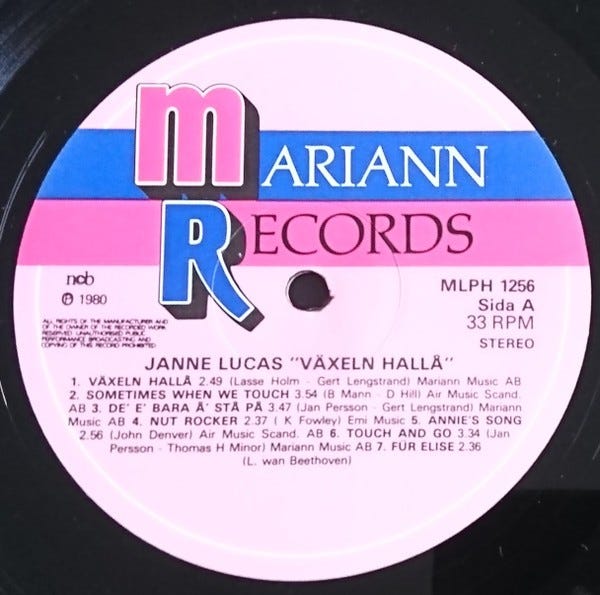 MARIANN
RECORDS
ncb
℗ 1980
ALL RIGHTS OF THE MANUFACTURER AND
OF THE OWNER OF THE RECORDED WORK
RESERVED. UNAUTHORISED PUBLIC
PERFORMANCE BROADCASTING AND
COPYING OF THIS RECORD PROHIBITED.
MLPH 1256
Sida A
33 RPM
STEREO
JANNE LUCAS "VÄXELN HALLÅ"
1. VÄXELN HALLÅ 2.49 (Lasse Holm - Gert Lengstrand) Mariann Music AB
2. SOMETIMES WHEN WE TOUCH 3.54 (B Mann - D Hill) Air Music Scand.
AB 3. DE' E' BARA Å' STÅ PÅ 3.47 (Jan Persson - Gert Lengstrand) Mariann
Music AB 4. NUT ROCKER 2.37 ( K Fowley) Emi Music 5. ANNIE'S SONG
2.56 (John Denver) Air Music Scand. AB 6. TOUCH AND GO 3.34 (Jan
Persson - Thomas H Minor) Mariann Music AB 7. FÜR ELISE 2.36
(L. wan Beethoven)